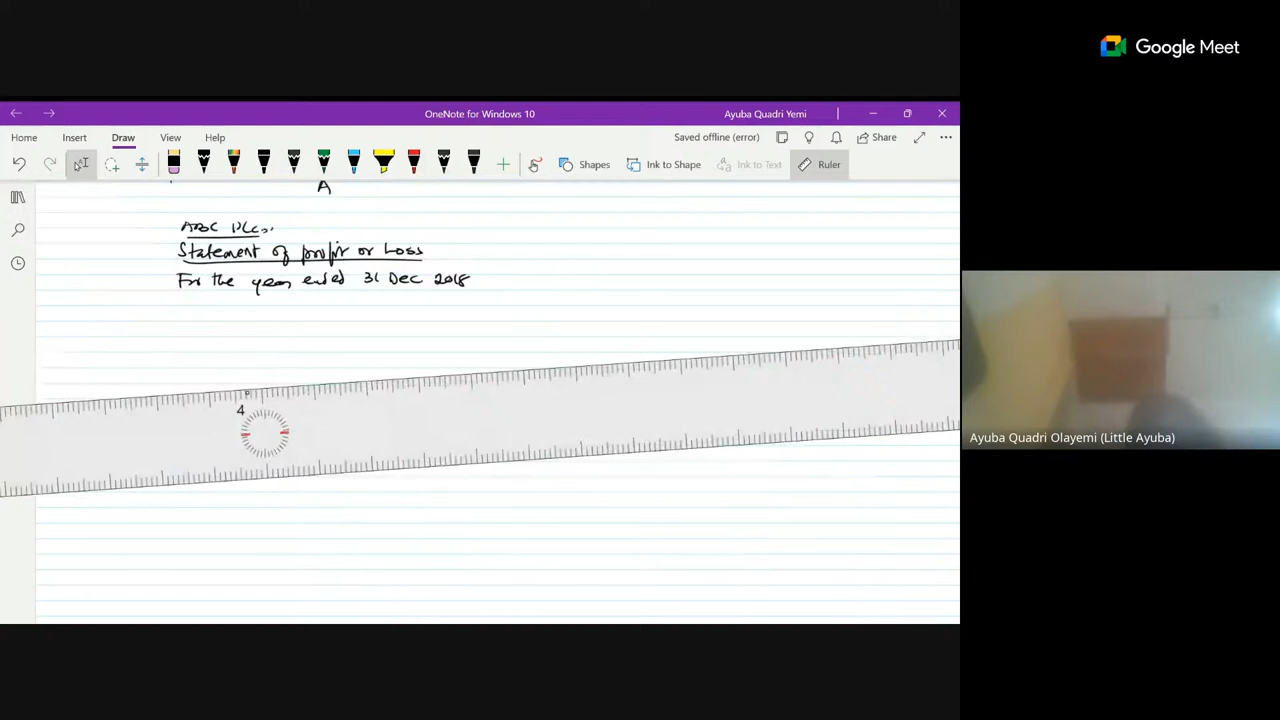 Google Meet
OneNote for Windows 10
Ayuba Quadri Yemi
Home
Insert
Draw
View
Help
Saved offline (error)
Share
Shapes
Ink to Shape
Ink to Text
Ruler
A
ABC PLC.
Statement of profit or Loss
For the year ended 31 Dec 2018
4
Ayuba Quadri Olayemi (Little Ayuba)